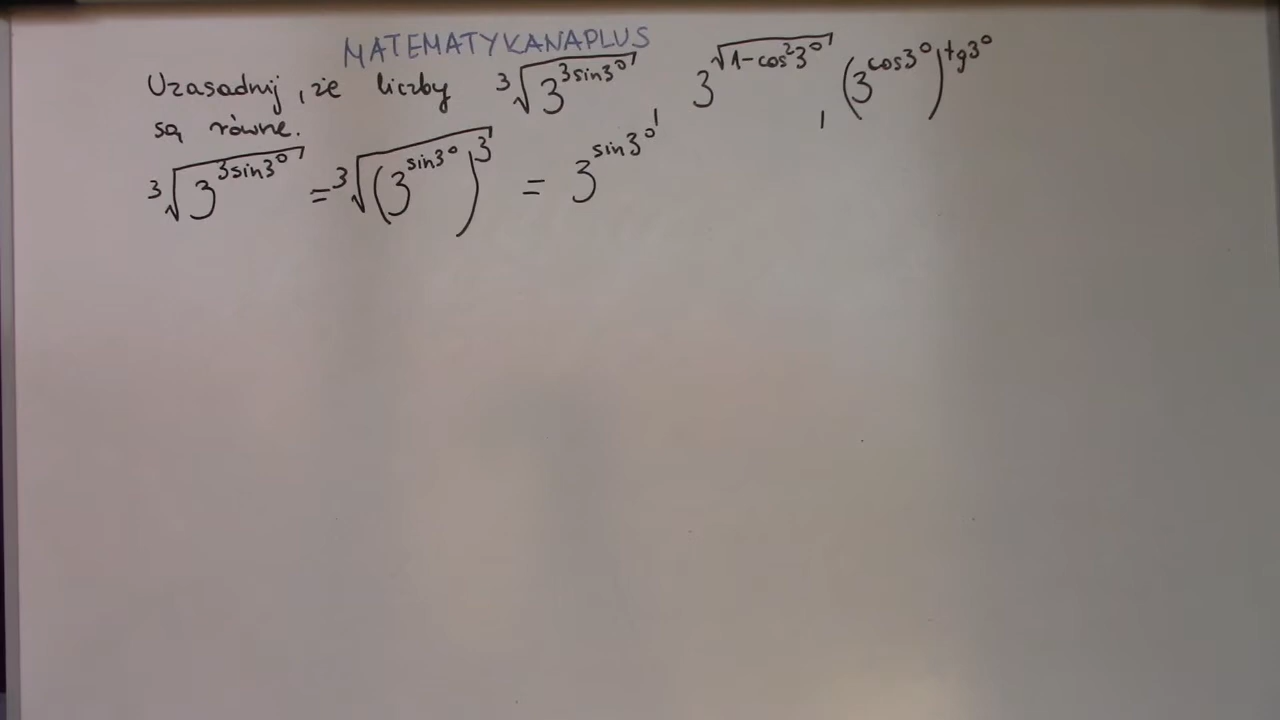 MATEMATYKANAPLUS
Uzasadnij, że liczby ∛(3^(3sin3°)), 3^(√(1-cos²3°)), (3^(cos3°))^(tg3°)
są równe.
∛(3^(3sin3°)) = ∛((3^(sin3°))^3) = 3^(sin3°)